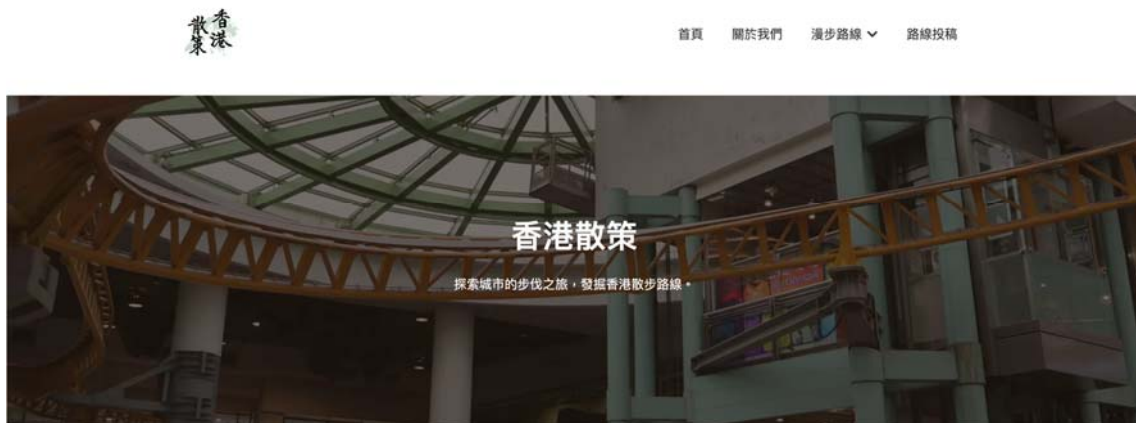 香港
散策
首頁 關於我們 漫步路線 路線投稿
香港散策
探索城市的步伐之旅，發掘香港散步路線。